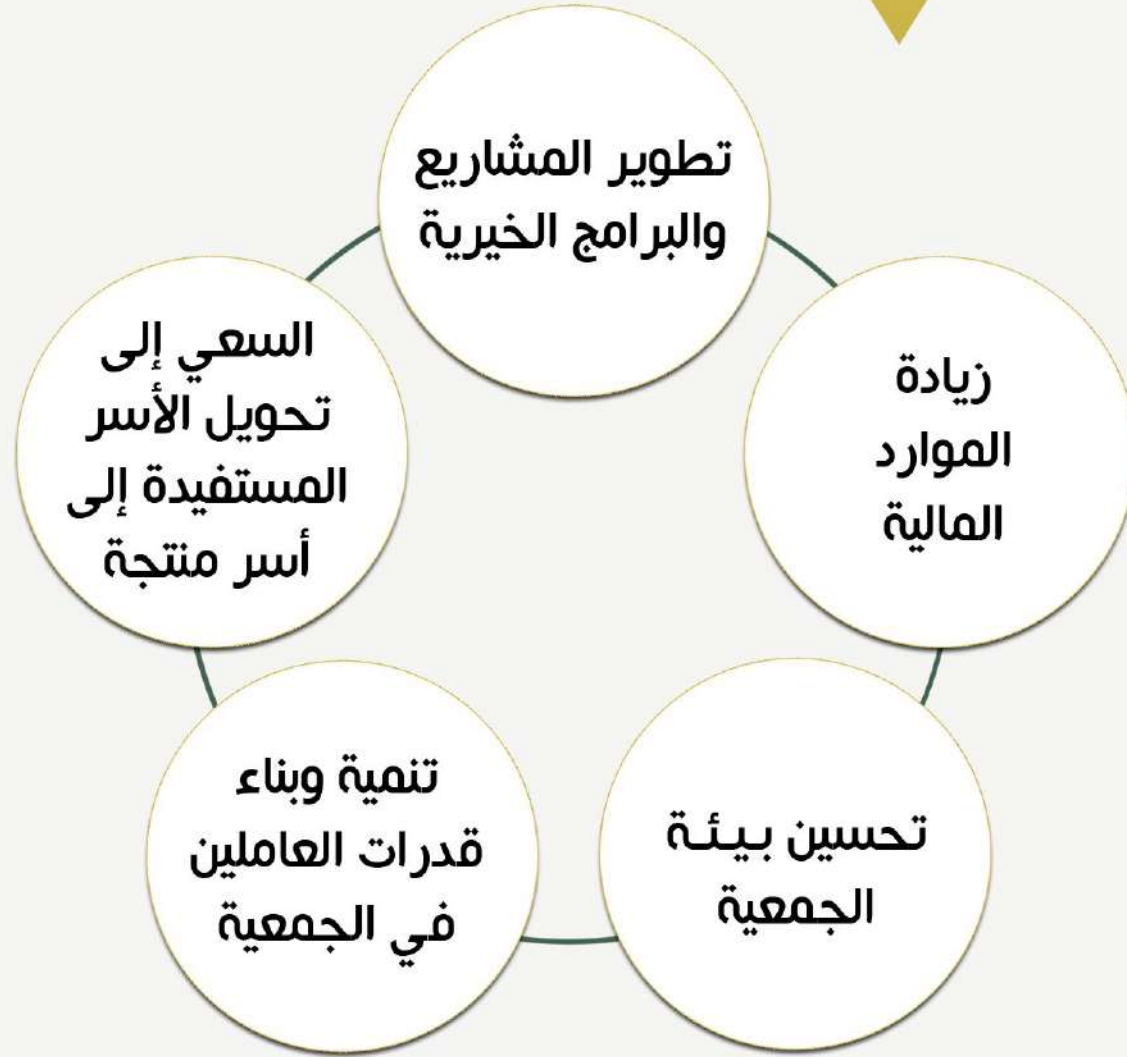 تطوير المشاريع
والبرامج الخيرية
زيادة
الموارد
المالية
تحسين بيئة
الجمعية
تنمية وبناء
قدرات العاملين
في الجمعية
السعي إلى
تحويل الأسر
المستفيدة إلى
أسر منتجة